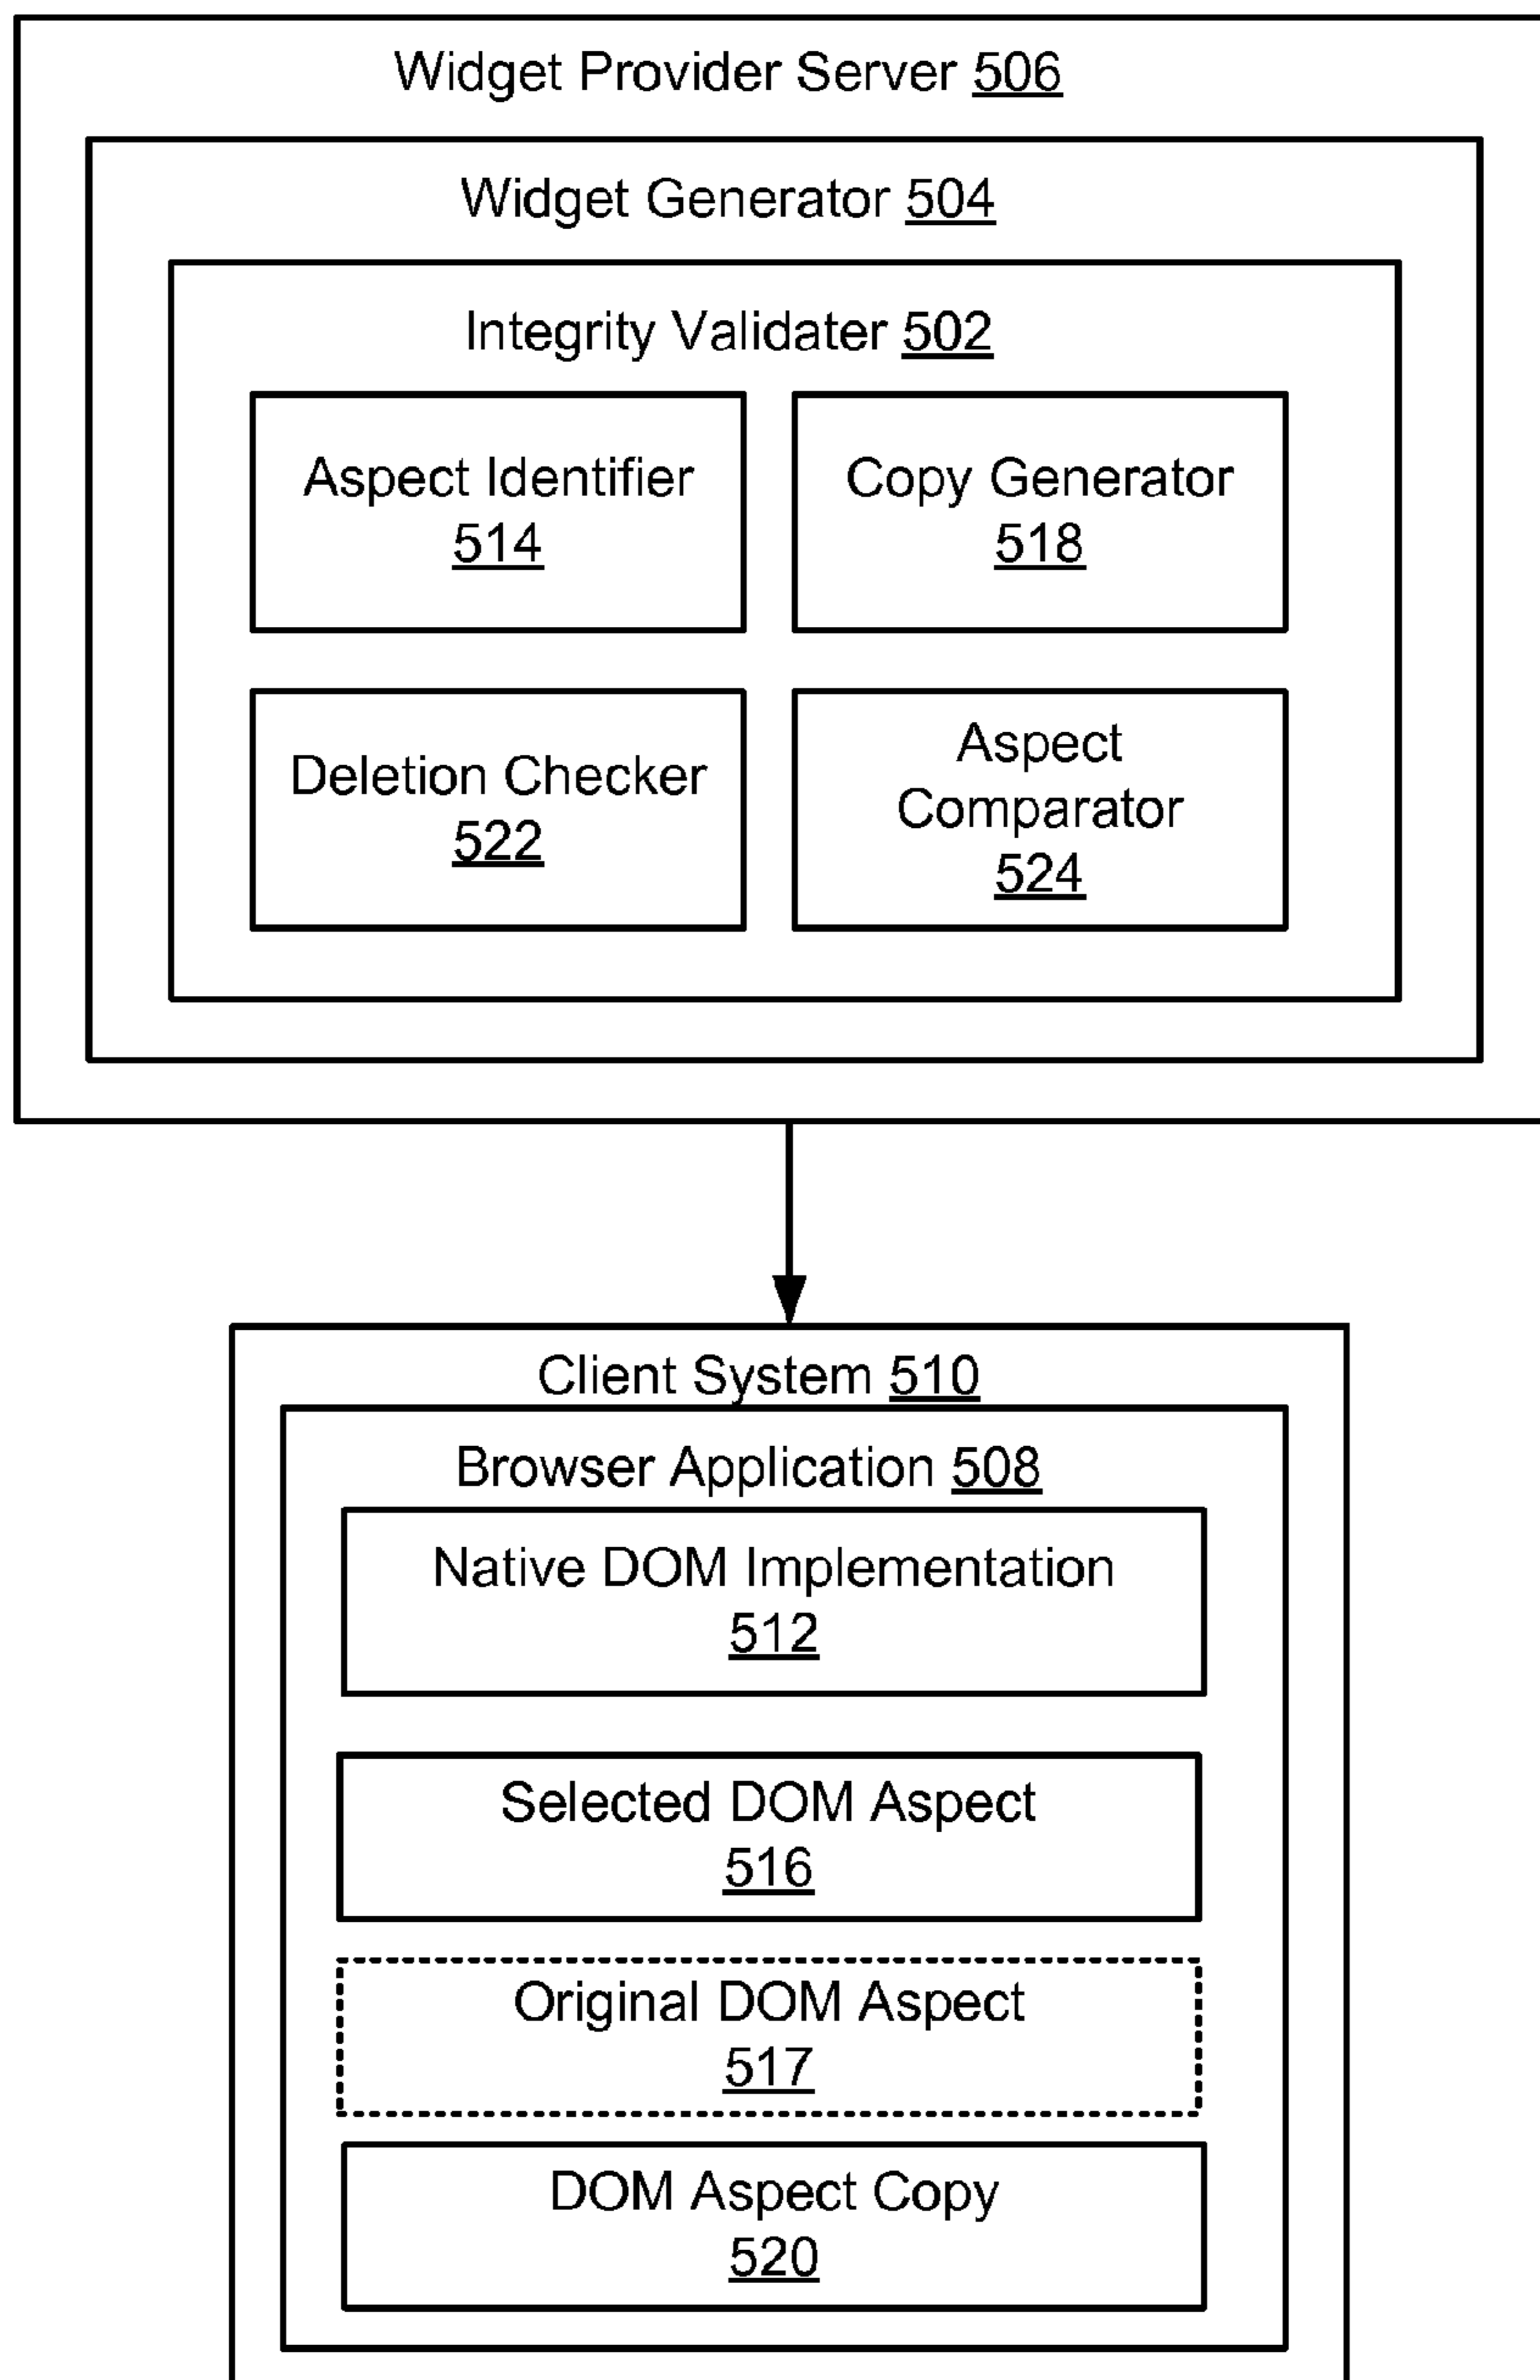 Widget Provider Server 506
Widget Generator 504
Integrity Validater 502
Aspect Identifier
514
Copy Generator
518
Deletion Checker
522
Aspect
Comparator
524
Client System 510
Browser Application 508
Native DOM Implementation
512
Selected DOM Aspect
516
Original DOM Aspect
517
DOM Aspect Copy
520